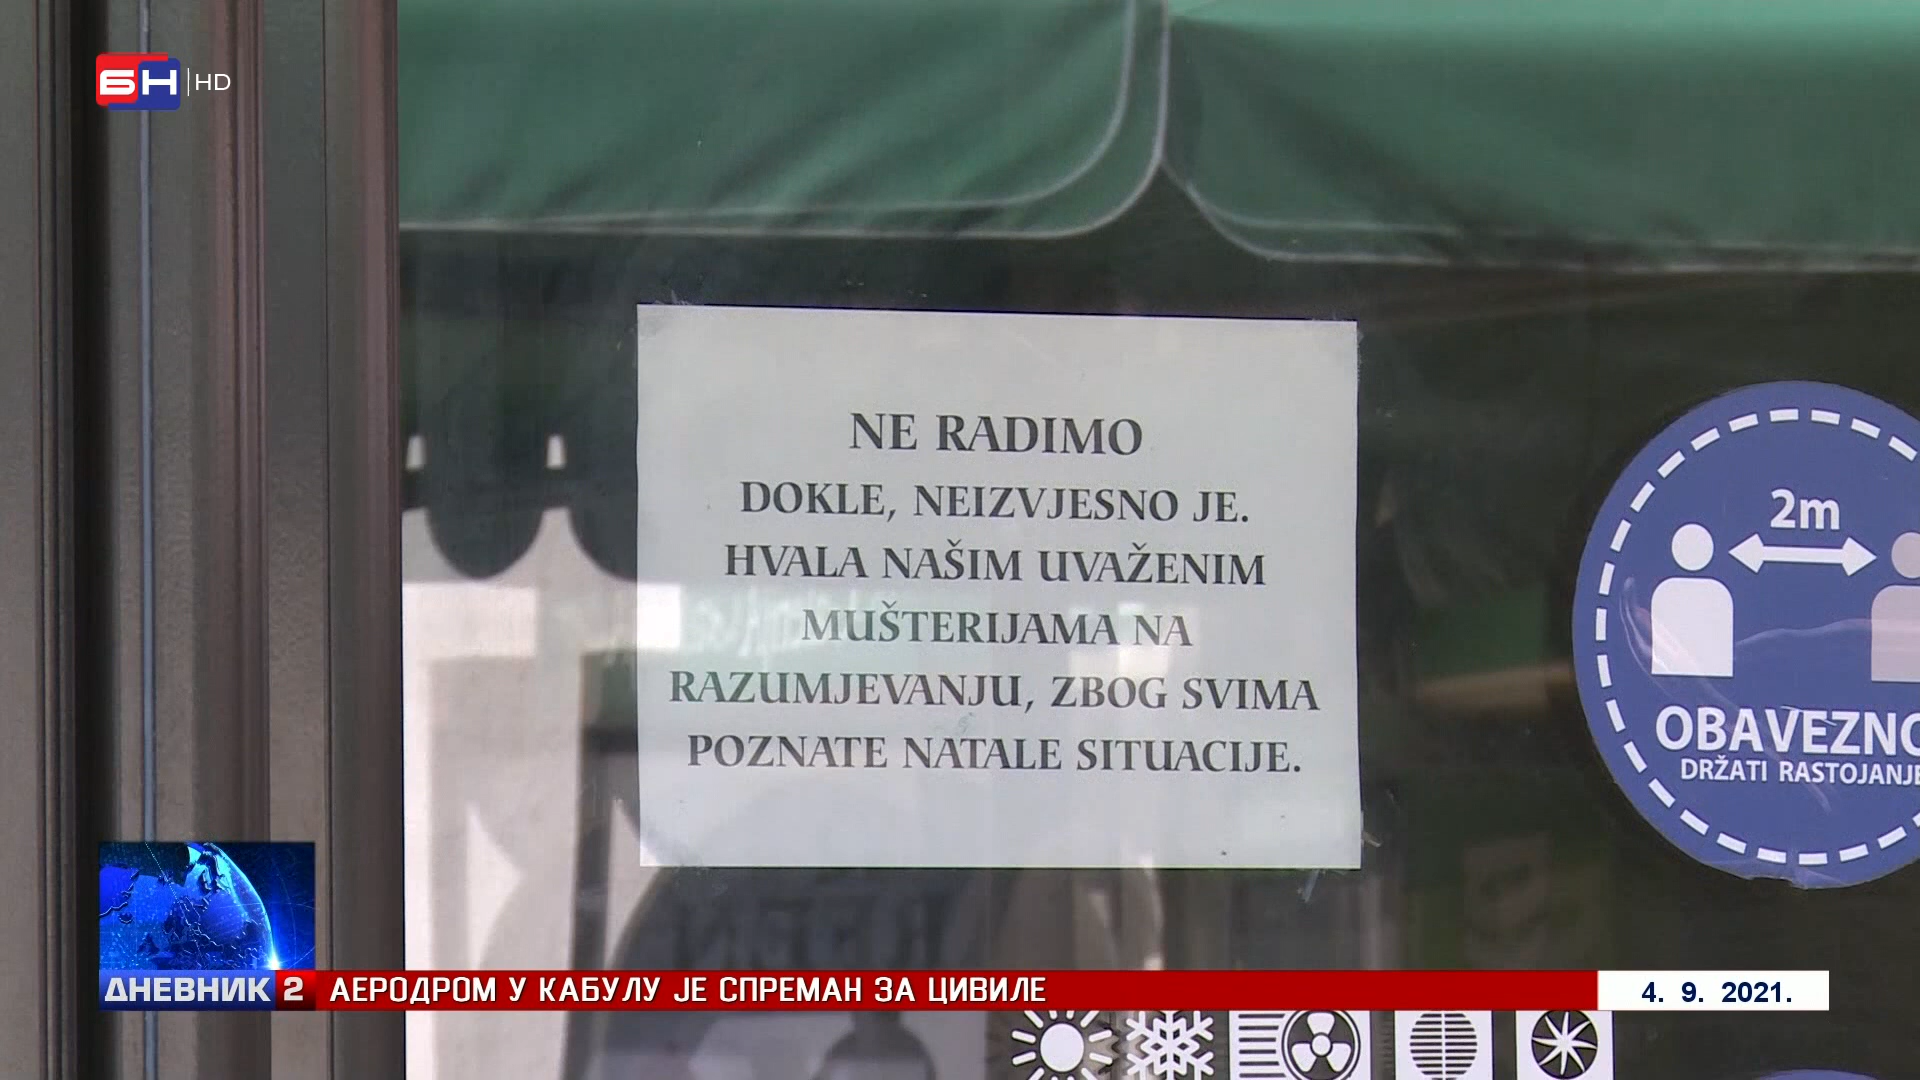 БН HD
NE RADIMO
DOKLE, NEIZVJESNO JE.
HVALA NAŠIM UVAŽENIM
MUŠTERIJAMA NA
RAZUMJEVANJU, ZBOG SVIMA
POZNATE NATALE SITUACIJE.
2m
OBAVEZNO
DRŽATI RASTOJANJE
ДНЕВНИК 2
АЕРОДРОМ У КАБУЛУ ЈЕ СПРЕМАН ЗА ЦИВИЛЕ
4. 9. 2021.